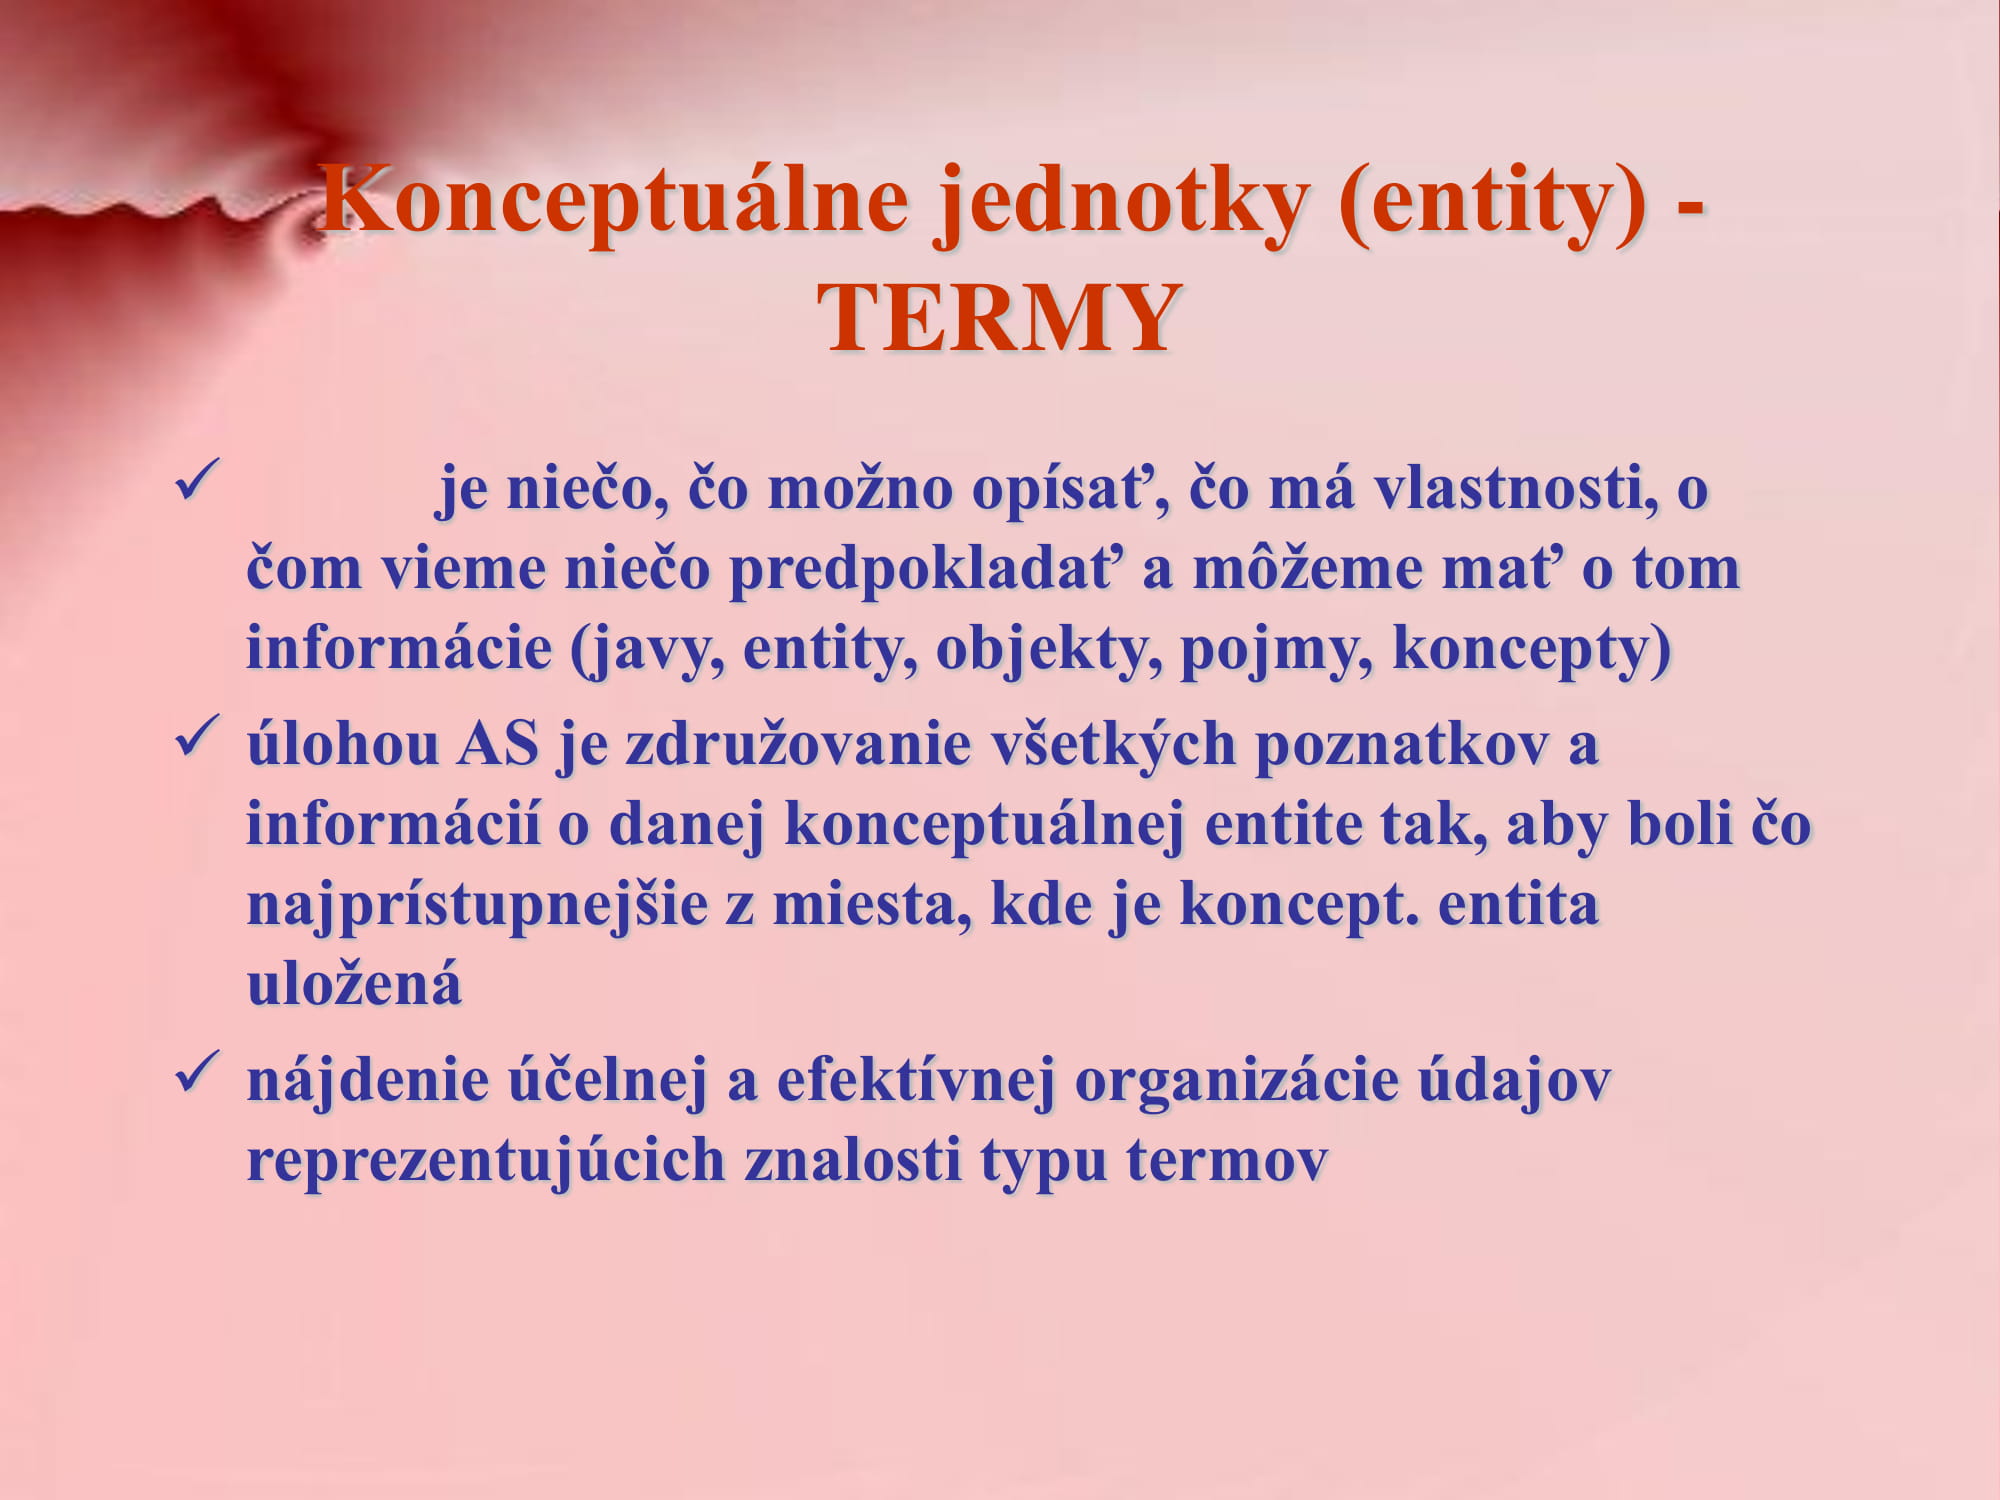 Konceptuálne jednotky (entity) -
TERMY
✓ je niečo, čo možno opísať, čo má vlastnosti, o
čom vieme niečo predpokladať a môžeme mať o tom
informácie (javy, entity, objekty, pojmy, koncepty)
✓ úlohou AS je združovanie všetkých poznatkov a
informácií o danej konceptuálnej entite tak, aby boli čo
najprístupnejšie z miesta, kde je koncept. entita
uložená
✓ nájdenie účelnej a efektívnej organizácie údajov
reprezentujúcich znalosti typu termov